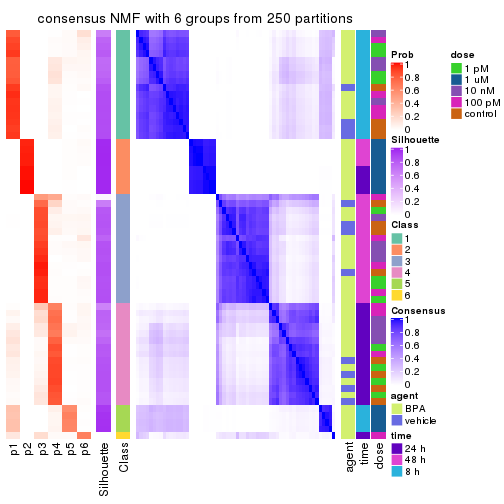 consensus NMF with 6 groups from 250 partitions
Prob
1
0.8
0.6
0.4
0.2
0
dose
1 pM
1 uM
10 nM
100 pM
control
Silhouette
1
0.8
0.6
0.4
0.2
0
Class
1
2
3
4
5
6
Consensus
1
0.8
0.6
0.4
0.2
0
agent
BPA
vehicle
time
24 h
48 h
8 h
p1
p2
p3
p4
p5
p6
Silhouette
Class
agent
time
dose